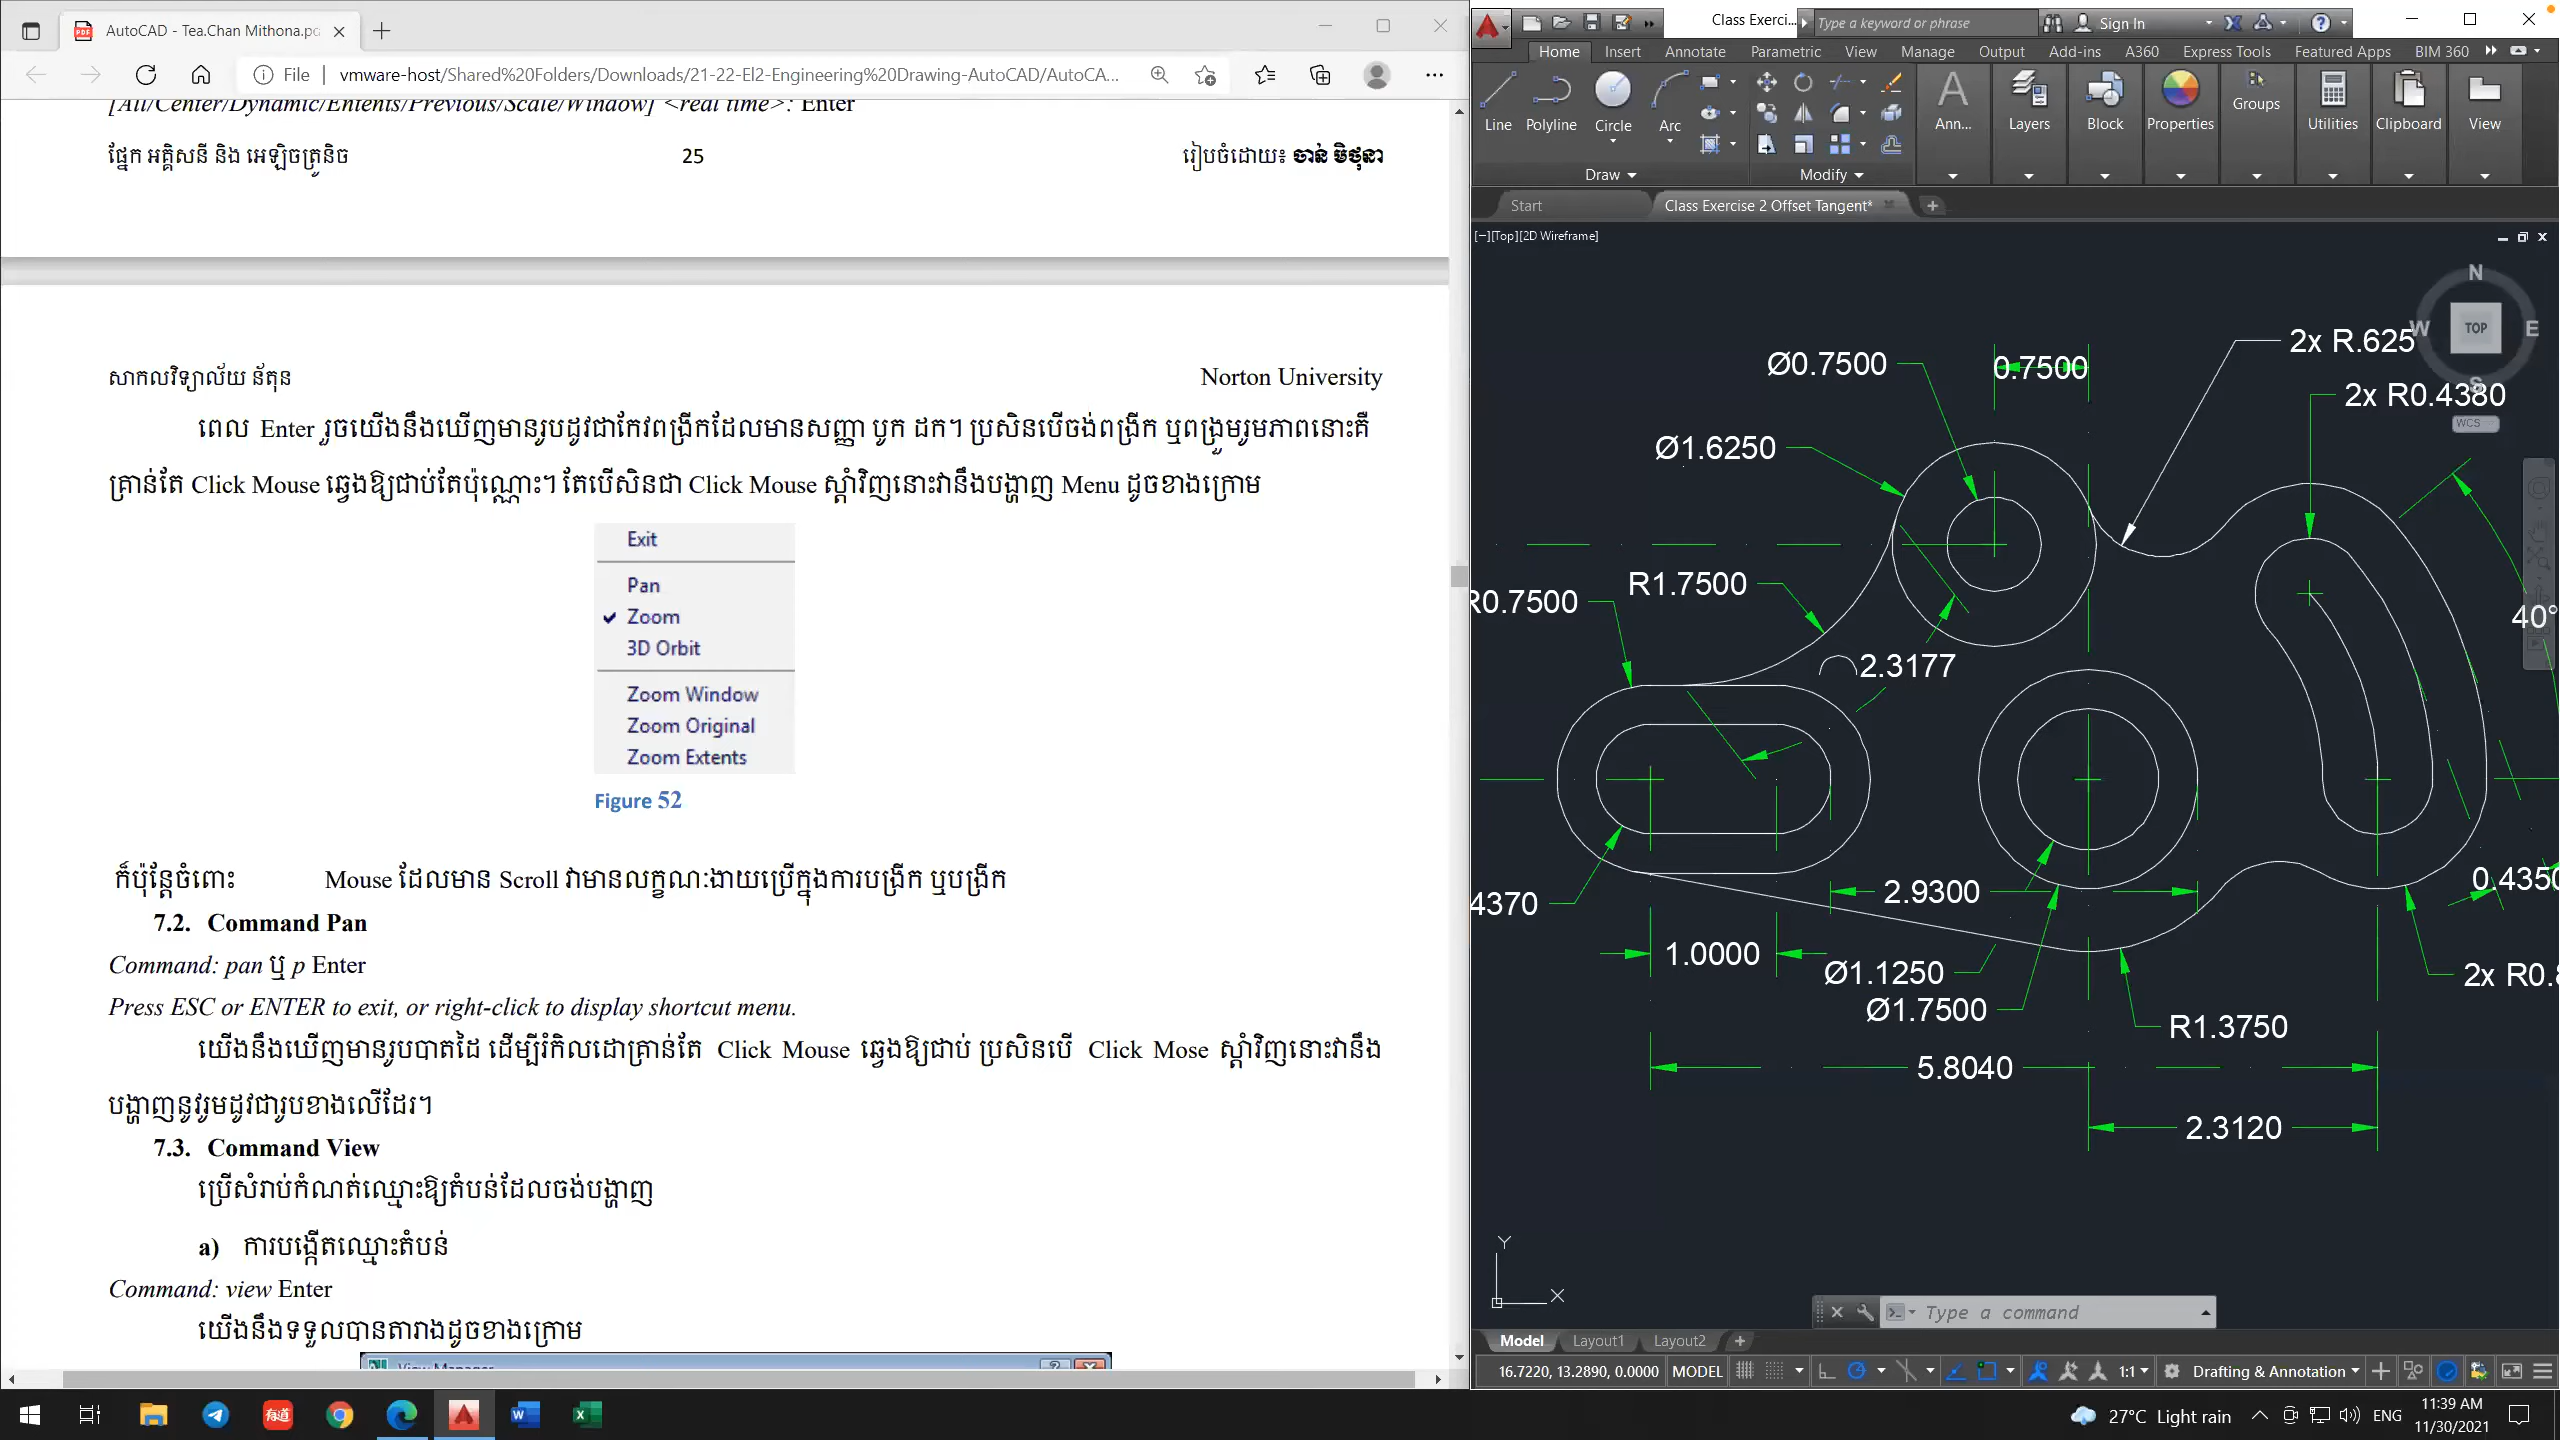 AutoCAD - Tea.Chan Mithona.pd
File
vmware-host/Shared%20Folders/Downloads/21-22-El2-Engineering%20Drawing-AutoCAD/AutoCA...
[All/Center/Dynamic/Entents/Previous/Scale/Window] <real time>: Enter
ផ្នែក អគ្គិសនី និង អេឡិចត្រូនិច 25 រៀបចំដោយ៖ ចាន់ មិថុនា
សាកលវិទ្យាល័យ ន័តុន Norton University
ពេល Enter រួចយើងនឹងឃើញមានរូបដូវជាកែវពង្រីកដែលមានសញ្ញា បូក ដក។ ប្រសិនបើចង់ពង្រីក ឬពង្រួមរូមភាពនោះគឺ
គ្រាន់តែ Click Mouse ឆ្វេងឱ្យជាប់តែប៉ុណ្ណោះ។ តែបើសិនជា Click Mouse ស្តាំវិញនោះវានឹងបង្ហាញ Menu ដូចខាងក្រោម
Exit
Pan
Zoom
3D Orbit
Zoom Window
Zoom Original
Zoom Extents
Figure 52
ក៏ប៉ុន្តែចំពោះ Mouse ដែលមាន Scroll វាមានលក្ខណៈងាយប្រើក្នុងការបង្រីក ឬបង្រីក
7.2. Command Pan
Command: pan ឬ p Enter
Press ESC or ENTER to exit, or right-click to display shortcut menu.
យើងនឹងឃើញមានរូបបាតដៃ ដើម្បីរំកិលដោគ្រាន់តែ Click Mouse ឆ្វេងឱ្យជាប់ ប្រសិនបើ Click Mose ស្តាំវិញនោះវានឹង
បង្ហាញនូវរូមដូវជារូបខាងលើដែរ។
7.3. Command View
ប្រើសំរាប់កំណត់ឈ្មោះឱ្យតំបន់ដែលចង់បង្ហាញ
a) ការបង្កើតឈ្មោះតំបន់
Command: view Enter
យើងនឹងទទួលបានតារាងដូចខាងក្រោម
View Manager
Class Exerci...
Type a keyword or phrase
Sign In
Home Insert Annotate Parametric View Manage Output Add-ins A360 Express Tools Featured Apps BIM 360
Line Polyline Circle Arc
Ann... Layers Block Properties Groups Utilities Clipboard View
Draw Modify
Start Class Exercise 2 Offset Tangent*
[−][Top][2D Wireframe]
N
W TOP E
S
WCS
2x R.625
Ø0.7500
0.7500
2x R0.4380
Ø1.6250
R1.7500
R0.7500
40°
2.3177
4370
2.9300
0.4350
1.0000
Ø1.1250
2x R0.8
Ø1.7500
R1.3750
5.8040
2.3120
Y
X
Type a command
Model Layout1 Layout2
16.7220, 13.2890, 0.0000 MODEL 1:1 Drafting & Annotation
27°C Light rain ENG
11:39 AM
11/30/2021